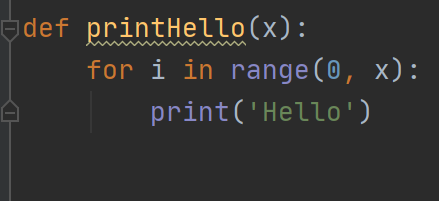 def printHello(x):
    for i in range(0, x):
        print('Hello')